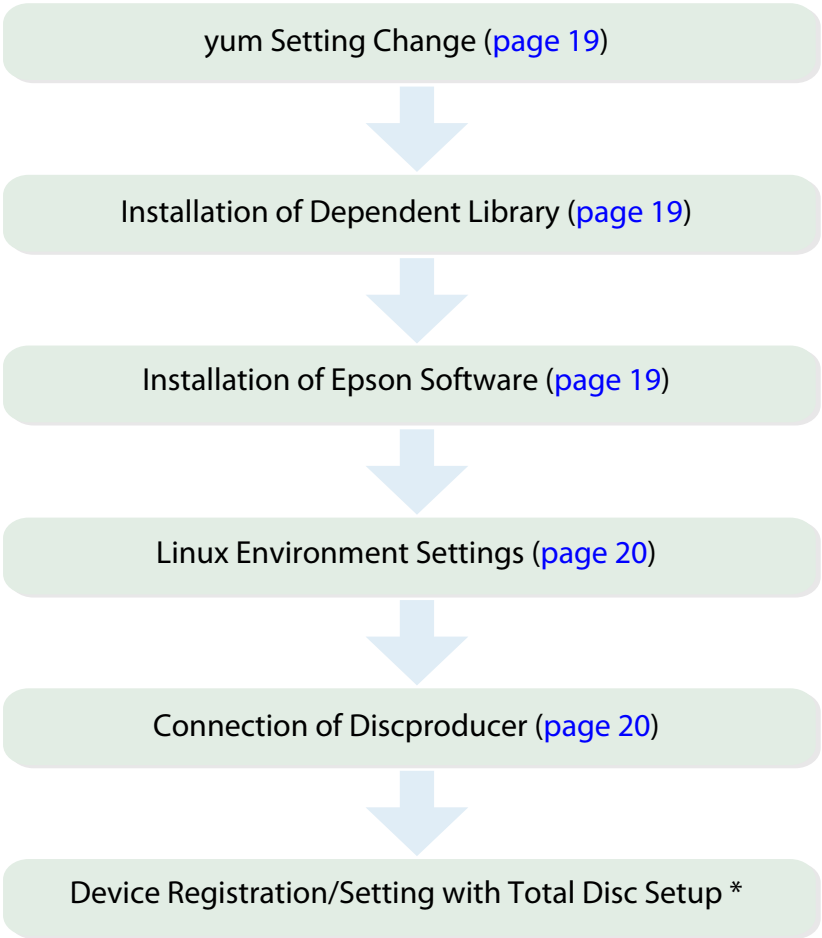 yum Setting Change (page 19)
Installation of Dependent Library (page 19)
Installation of Epson Software (page 19)
Linux Environment Settings (page 20)
Connection of Discproducer (page 20)
Device Registration/Setting with Total Disc Setup *